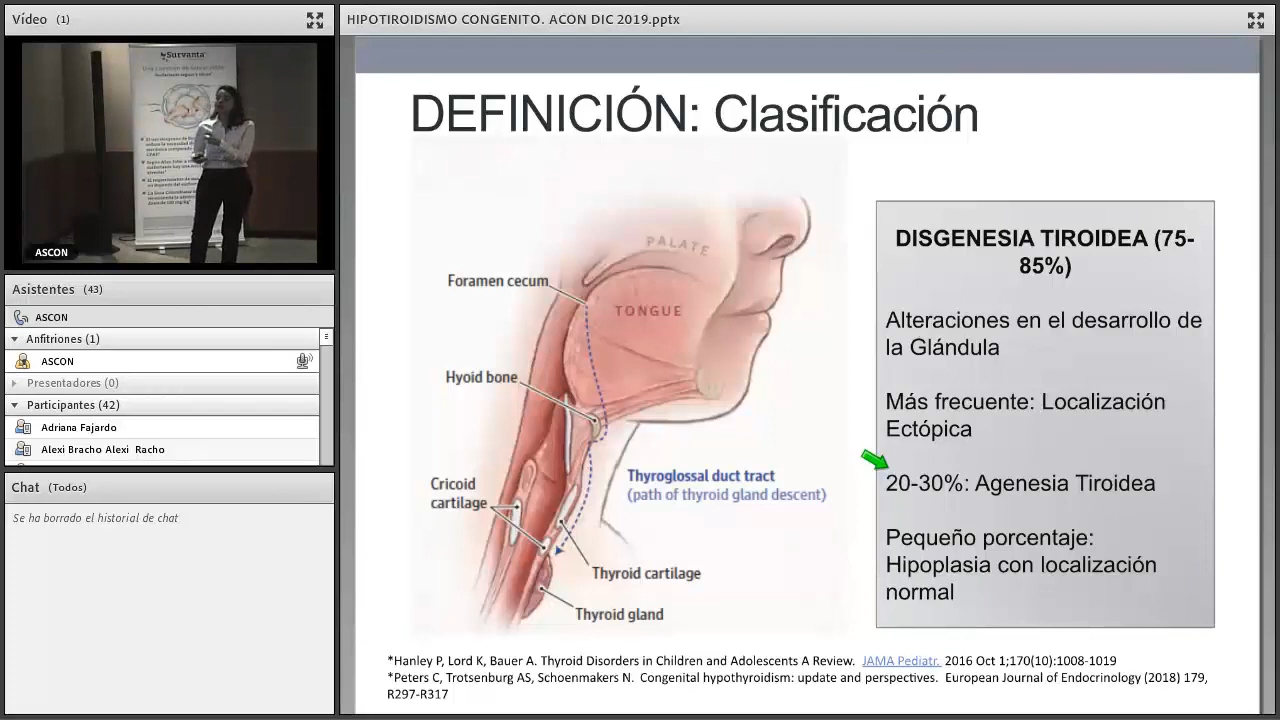 Vídeo (1)
Survanta
ASCON
Asistentes (43)
ASCON
Anfitriones (1)
ASCON
Presentadores (0)
Participantes (42)
Adriana Fajardo
Alexi Bracho Alexi Racho
Chat (Todos)
Se ha borrado el historial de chat
HIPOTIROIDISMO CONGENITO. ACON DIC 2019.pptx
DEFINICIÓN: Clasificación
PALATE
Foramen cecum
TONGUE
Hyoid bone
Thyroglossal duct tract
(path of thyroid gland descent)
Cricoid
cartilage
Thyroid cartilage
Thyroid gland
DISGENESIA TIROIDEA (75-
85%)
Alteraciones en el desarrollo de
la Glándula
Más frecuente: Localización
Ectópica
20-30%: Agenesia Tiroidea
Pequeño porcentaje:
Hipoplasia con localización
normal
*Hanley P, Lord K, Bauer A. Thyroid Disorders in Children and Adolescents A Review. JAMA Pediatr. 2016 Oct 1;170(10):1008-1019
*Peters C, Trotsenburg AS, Schoenmakers N. Congenital hypothyroidism: update and perspectives. European Journal of Endocrinology (2018) 179,
R297-R317